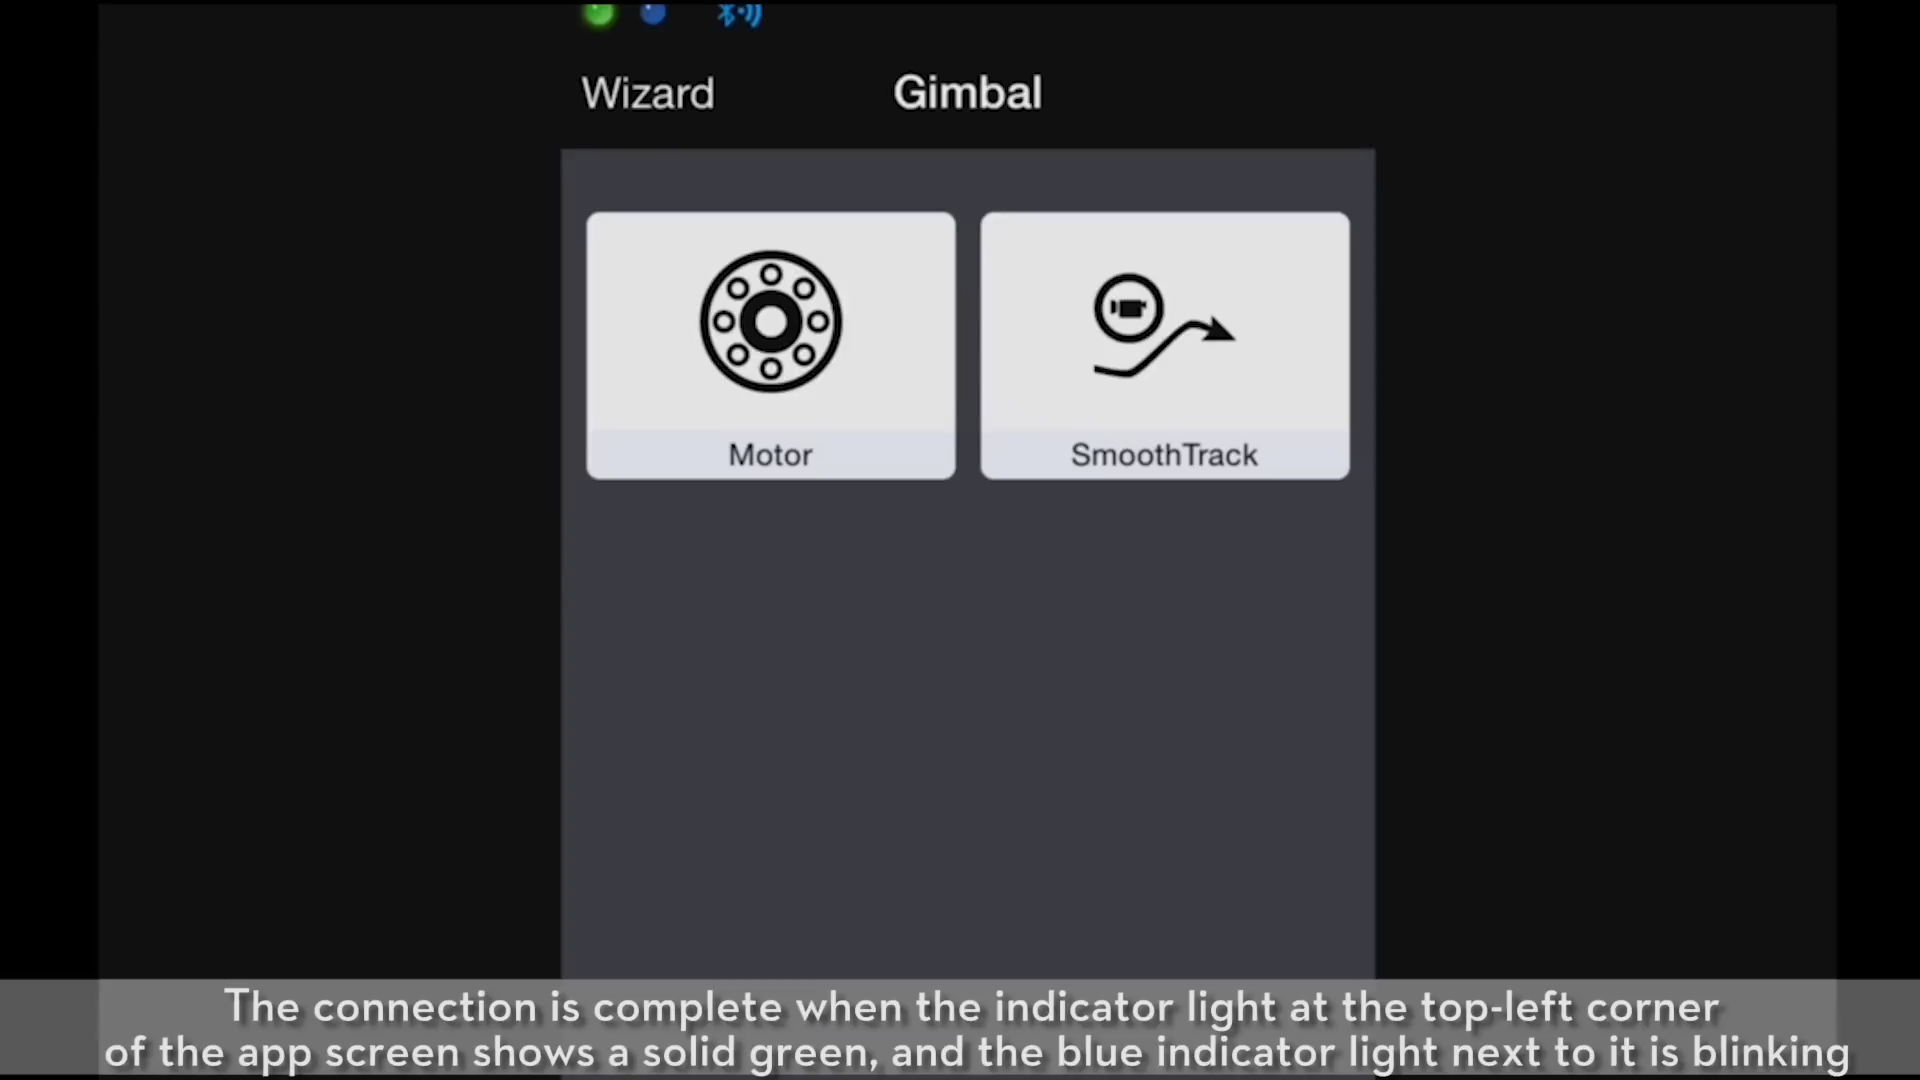 Wizard
Gimbal
Motor
SmoothTrack
The connection is complete when the indicator light at the top-left corner
of the app screen shows a solid green, and the blue indicator light next to it is blinking